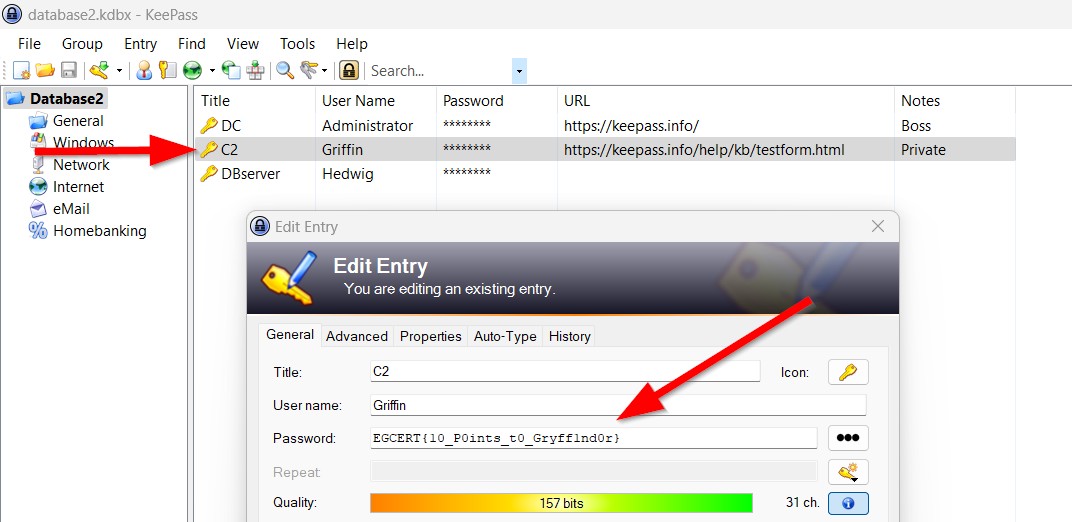 database2.kdbx - KeePass
File Group Entry Find View Tools Help
Search...
Database2
General
Windows
Network
Internet
eMail
Homebanking
Title User Name Password URL Notes
DC Administrator ******** https://keepass.info/ Boss
C2 Griffin ******** https://keepass.info/help/kb/testform.html Private
DBserver Hedwig ********
Edit Entry
Edit Entry
You are editing an existing entry.
General Advanced Properties Auto-Type History
Title: C2 Icon:
User name: Griffin
Password: EGCERT{10_P0ints_t0_Gryff1nd0r}
Repeat:
Quality: 157 bits 31 ch.